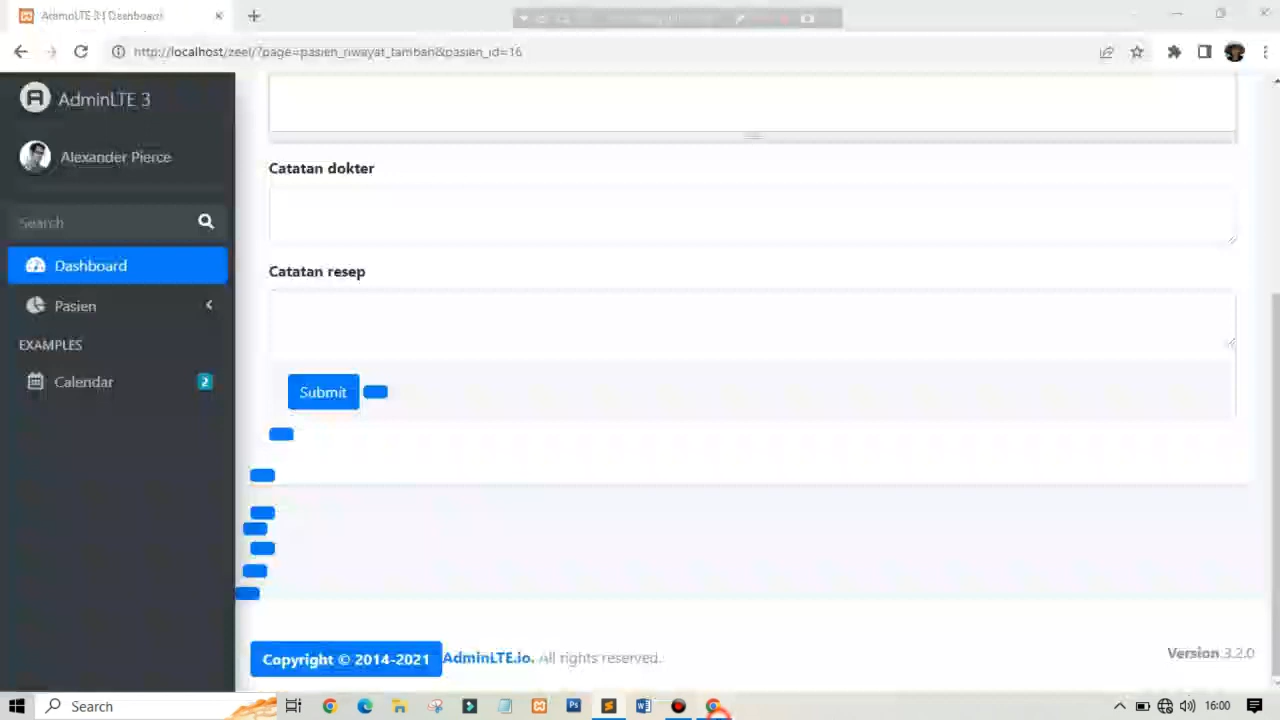 AdminLTE 3 | Dashboard
http://localhost/zeel/?page=pasien_riwayat_tambah&pasien_id=16
AdminLTE 3
Alexander Pierce
Search
Dashboard
Pasien
EXAMPLES
Calendar 2
Catatan dokter
Catatan resep
Submit
Copyright © 2014-2021 AdminLTE.io. All rights reserved.
Version 3.2.0
Search
16:00